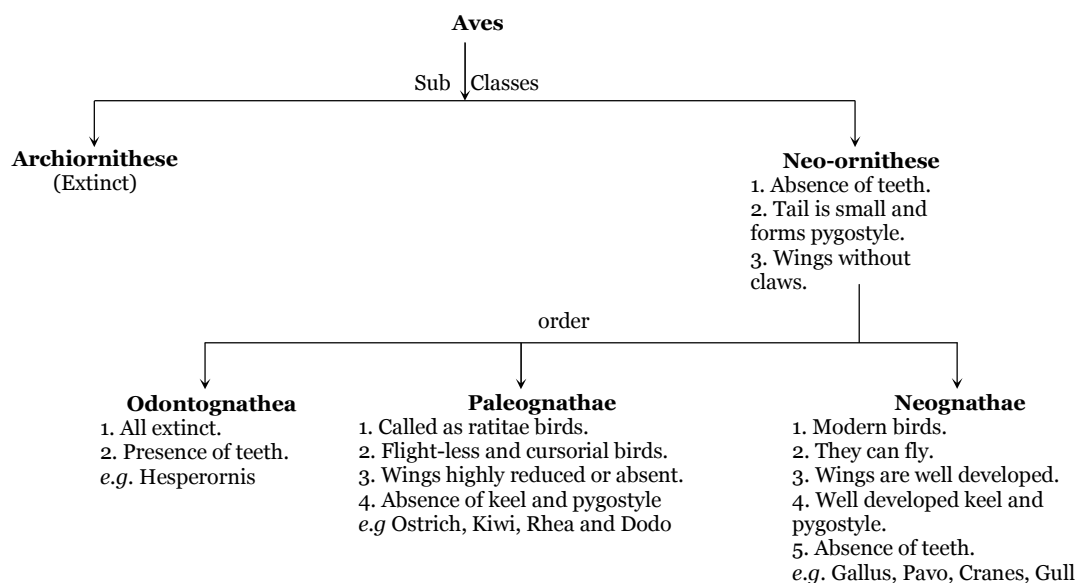 Aves
Sub Classes
Archiornithese
(Extinct)
Neo-ornithese
1. Absence of teeth.
2. Tail is small and
forms pygostyle.
3. Wings without
claws.
order
Odontognathea
1. All extinct.
2. Presence of teeth.
e.g. Hesperornis
Paleognathae
1. Called as ratitae birds.
2. Flight-less and cursorial birds.
3. Wings highly reduced or absent.
4. Absence of keel and pygostyle
e.g Ostrich, Kiwi, Rhea and Dodo
Neognathae
1. Modern birds.
2. They can fly.
3. Wings are well developed.
4. Well developed keel and
pygostyle.
5. Absence of teeth.
e.g. Gallus, Pavo, Cranes, Gull